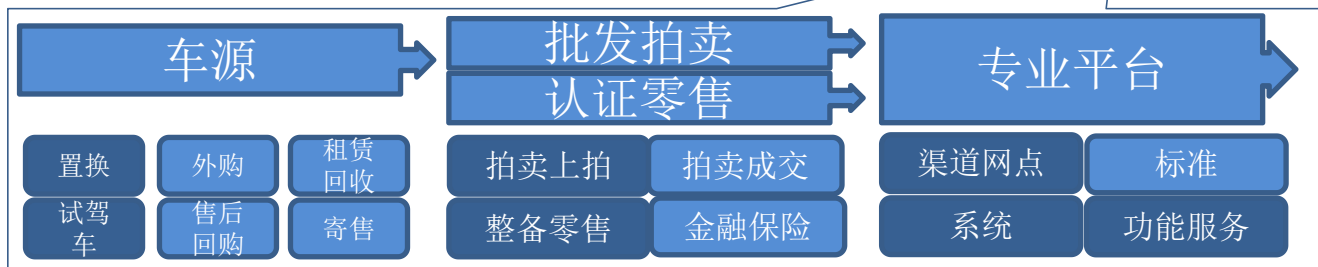 车源
批发拍卖
认证零售
专业平台
置换
外购
租赁
回收
试驾
车
售后
回购
寄售
拍卖上拍
拍卖成交
整备零售
金融保险
渠道网点
标准
系统
功能服务